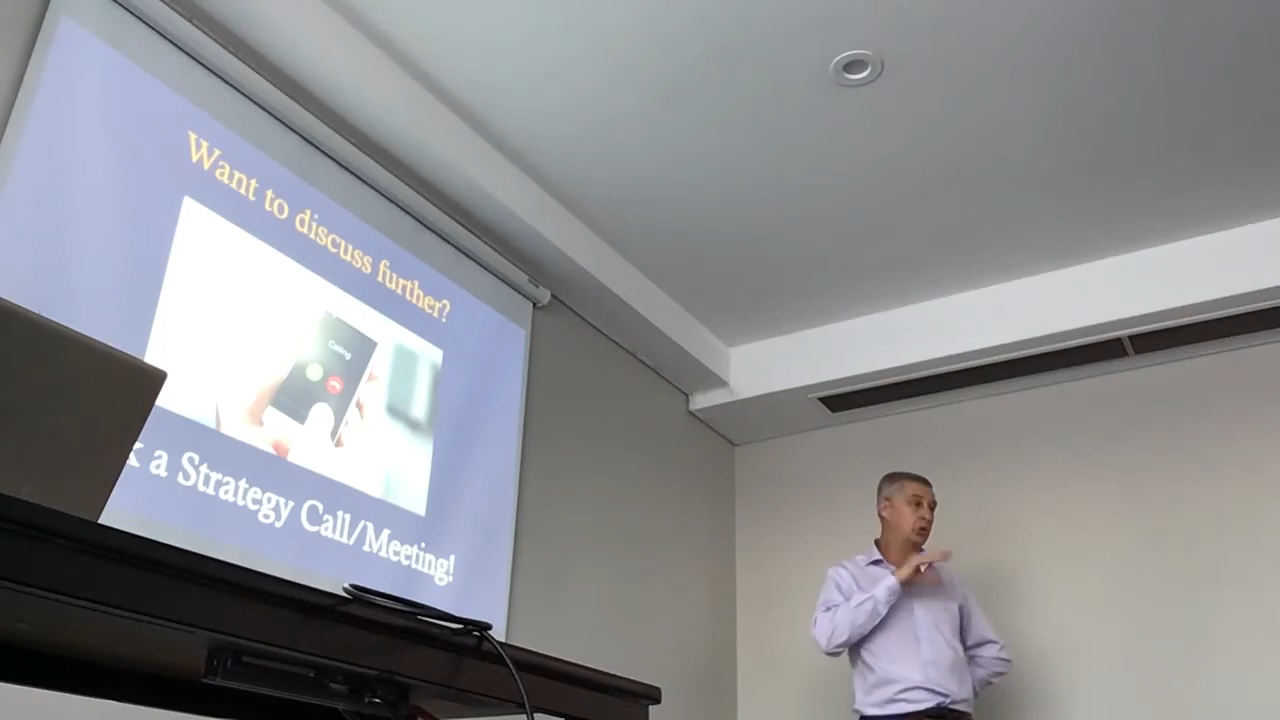 Want to discuss further?
Calling
a Strategy Call/Meeting!